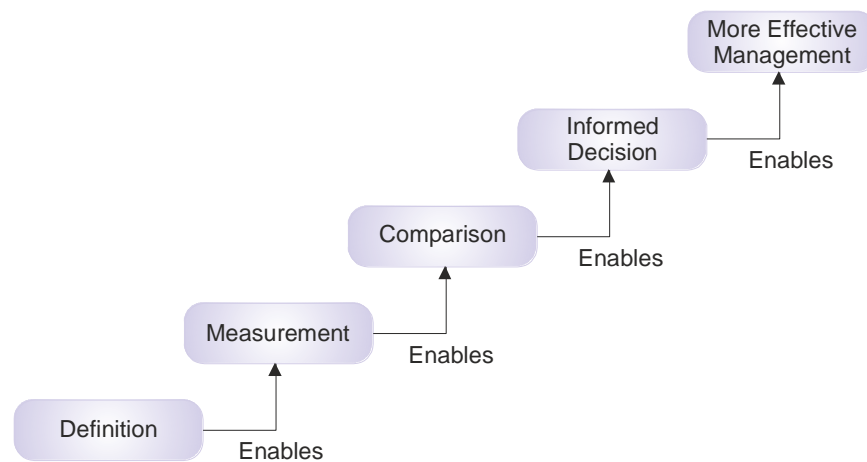 More Effective
Management
Informed
Decision
Enables
Comparison
Enables
Measurement
Enables
Definition
Enables